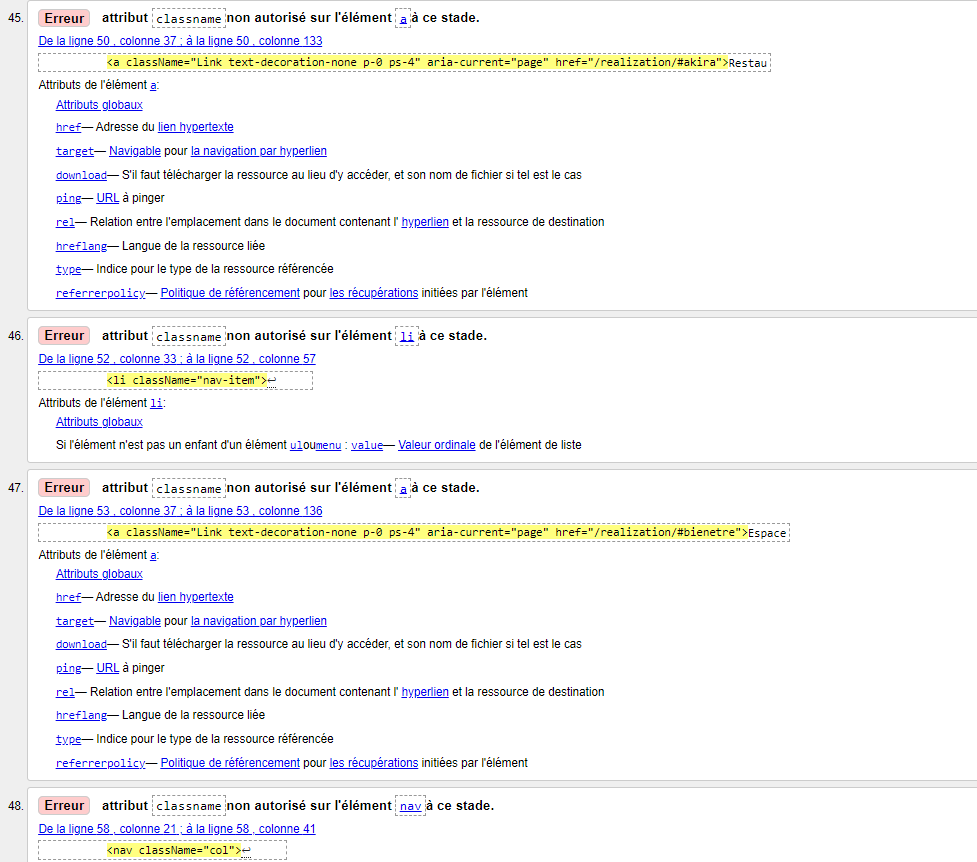 45. Erreur attribut classname non autorisé sur l'élément a à ce stade.
De la ligne 50 , colonne 37 ; à la ligne 50 , colonne 133
<a className="Link text-decoration-none p-0 ps-4" aria-current="page" href="/realization/#akira">Restau
Attributs de l'élément a:
Attributs globaux
href— Adresse du lien hypertexte
target— Navigable pour la navigation par hyperlien
download— S'il faut télécharger la ressource au lieu d'y accéder, et son nom de fichier si tel est le cas
ping— URL à pinger
rel— Relation entre l'emplacement dans le document contenant l' hyperlien et la ressource de destination
hreflang— Langue de la ressource liée
type— Indice pour le type de la ressource référencée
referrerpolicy— Politique de référencement pour les récupérations initiées par l'élément
46. Erreur attribut classname non autorisé sur l'élément li à ce stade.
De la ligne 52 , colonne 33 ; à la ligne 52 , colonne 57
<li className="nav-item">↩
Attributs de l'élément li:
Attributs globaux
Si l'élément n'est pas un enfant d'un élément uloumenu : value— Valeur ordinale de l'élément de liste
47. Erreur attribut classname non autorisé sur l'élément a à ce stade.
De la ligne 53 , colonne 37 ; à la ligne 53 , colonne 136
<a className="Link text-decoration-none p-0 ps-4" aria-current="page" href="/realization/#bienetre">Espace
Attributs de l'élément a:
Attributs globaux
href— Adresse du lien hypertexte
target— Navigable pour la navigation par hyperlien
download— S'il faut télécharger la ressource au lieu d'y accéder, et son nom de fichier si tel est le cas
ping— URL à pinger
rel— Relation entre l'emplacement dans le document contenant l' hyperlien et la ressource de destination
hreflang— Langue de la ressource liée
type— Indice pour le type de la ressource référencée
referrerpolicy— Politique de référencement pour les récupérations initiées par l'élément
48. Erreur attribut classname non autorisé sur l'élément nav à ce stade.
De la ligne 58 , colonne 21 ; à la ligne 58 , colonne 41
<nav className="col">↩